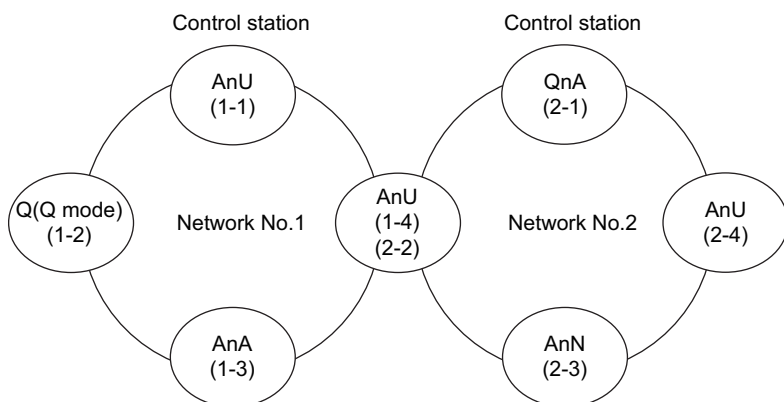 Control station
Control station
AnU
(1-1)
QnA
(2-1)
Q(Q mode)
(1-2)
Network No.1
AnU
(1-4)
(2-2)
Network No.2
AnU
(2-4)
AnA
(1-3)
AnN
(2-3)